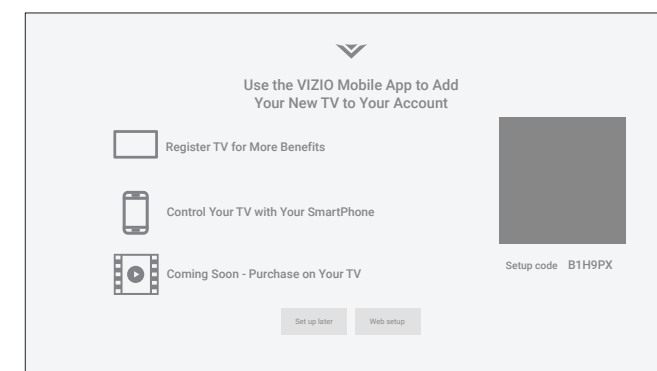 Use the VIZIO Mobile App to Add
Your New TV to Your Account
Register TV for More Benefits
Control Your TV with Your SmartPhone
Coming Soon - Purchase on Your TV
Setup code B1H9PX
Set up later
Web setup